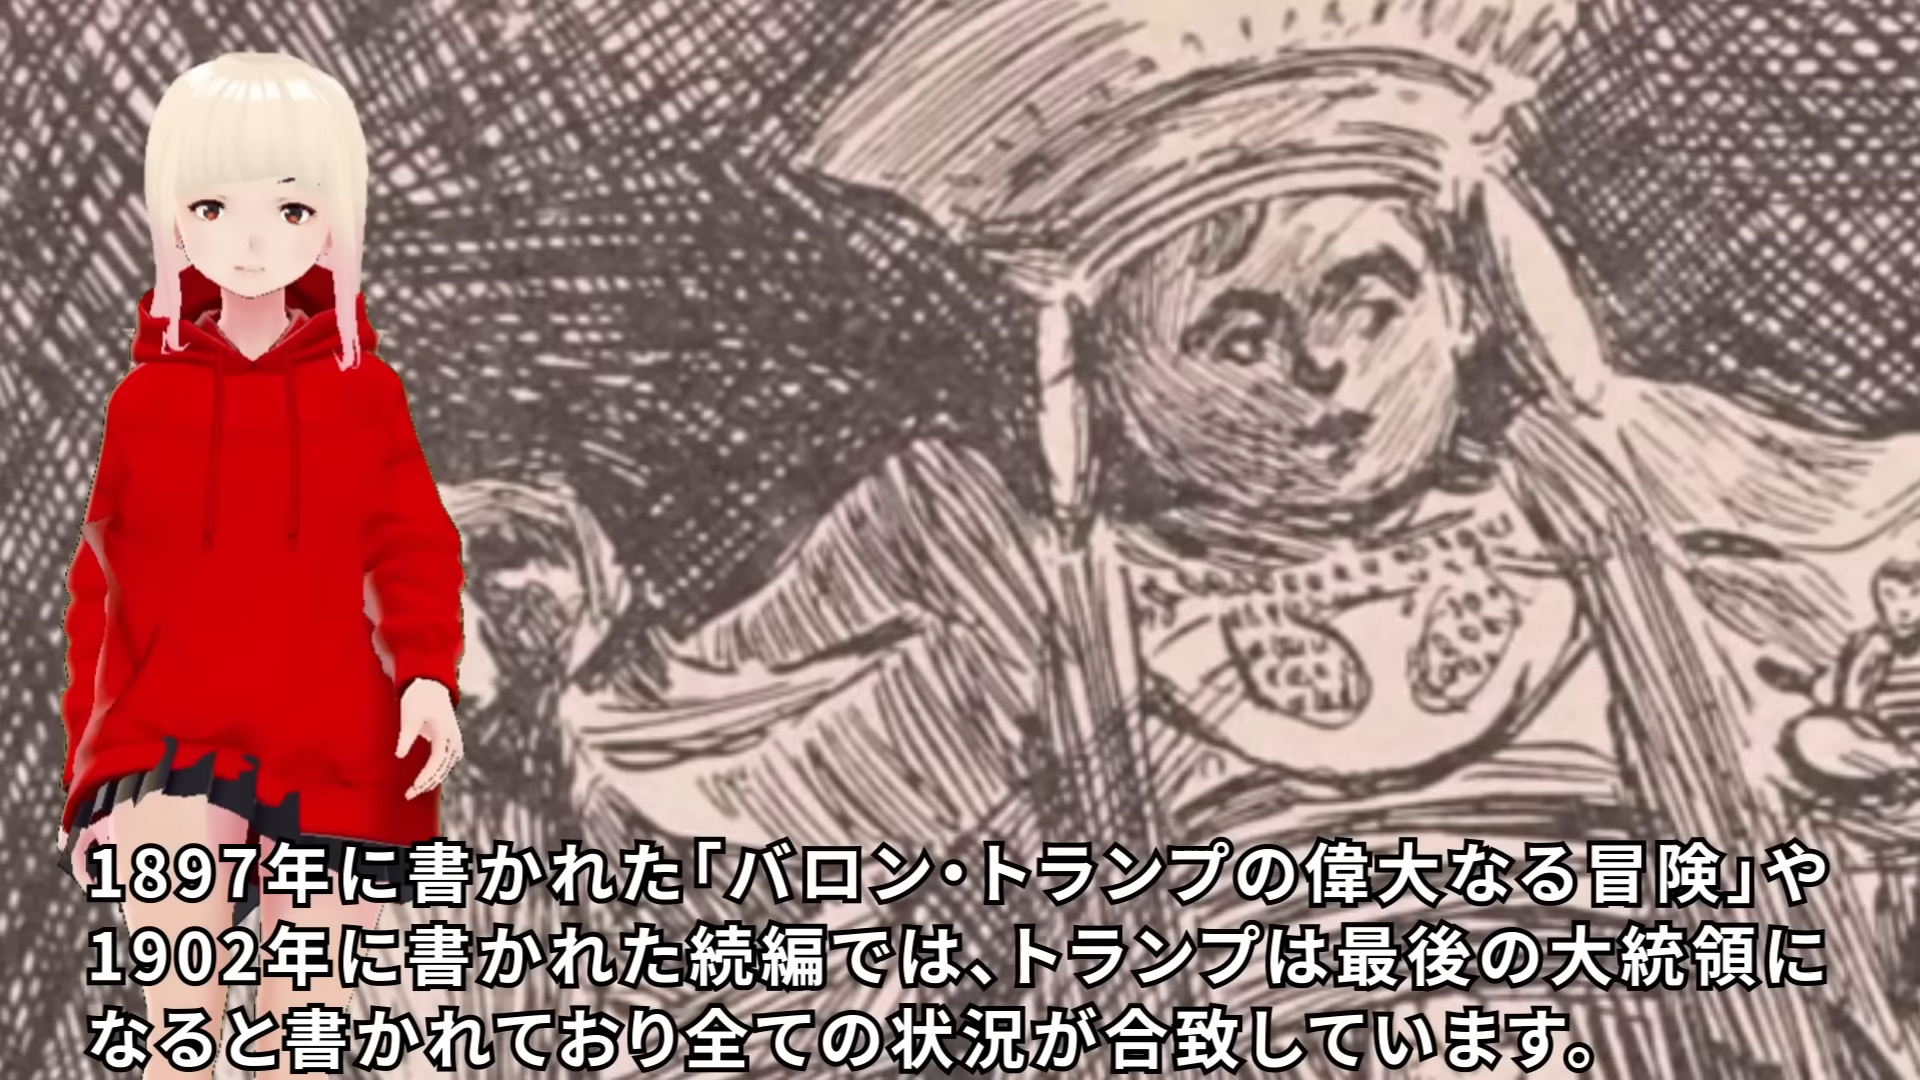 1897年に書かれた「バロン・トランプの偉大なる冒険」や
1902年に書かれた続編では、トランプは最後の大統領に
なると書かれており全ての状況が合致しています。